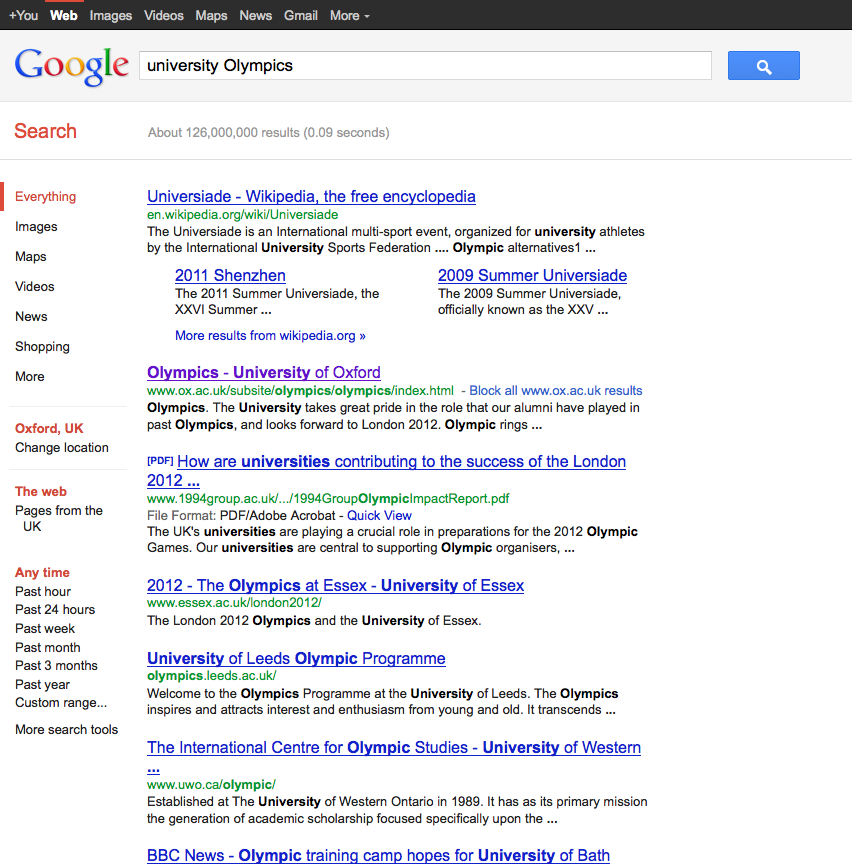 +You Web Images Videos Maps News Gmail More
Google
university Olympics
Search
About 126,000,000 results (0.09 seconds)
Everything
Images
Maps
Videos
News
Shopping
More
Oxford, UK
Change location
The web
Pages from the
UK
Any time
Past hour
Past 24 hours
Past week
Past month
Past 3 months
Past year
Custom range...
More search tools
Universiade - Wikipedia, the free encyclopedia
en.wikipedia.org/wiki/Universiade
The Universiade is an International multi-sport event, organized for university athletes
by the International University Sports Federation .... Olympic alternatives1 ...
2011 Shenzhen
The 2011 Summer Universiade, the
XXVI Summer ...
2009 Summer Universiade
The 2009 Summer Universiade,
officially known as the XXV ...
More results from wikipedia.org »
Olympics - University of Oxford
www.ox.ac.uk/subsite/olympics/olympics/index.html - Block all www.ox.ac.uk results
Olympics. The University takes great pride in the role that our alumni have played in
past Olympics, and looks forward to London 2012. Olympic rings ...
[PDF] How are universities contributing to the success of the London
2012 ...
www.1994group.ac.uk/.../1994GroupOlympicImpactReport.pdf
File Format: PDF/Adobe Acrobat - Quick View
The UK's universities are playing a crucial role in preparations for the 2012 Olympic
Games. Our universities are central to supporting Olympic organisers, ...
2012 - The Olympics at Essex - University of Essex
www.essex.ac.uk/london2012/
The London 2012 Olympics and the University of Essex.
University of Leeds Olympic Programme
olympics.leeds.ac.uk/
Welcome to the Olympics Programme at the University of Leeds. The Olympics
inspires and attracts interest and enthusiasm from young and old. It transcends ...
The International Centre for Olympic Studies - University of Western
...
www.uwo.ca/olympic/
Established at The University of Western Ontario in 1989. It has as its primary mission
the generation of academic scholarship focused specifically upon the ...
BBC News - Olympic training camp hopes for University of Bath